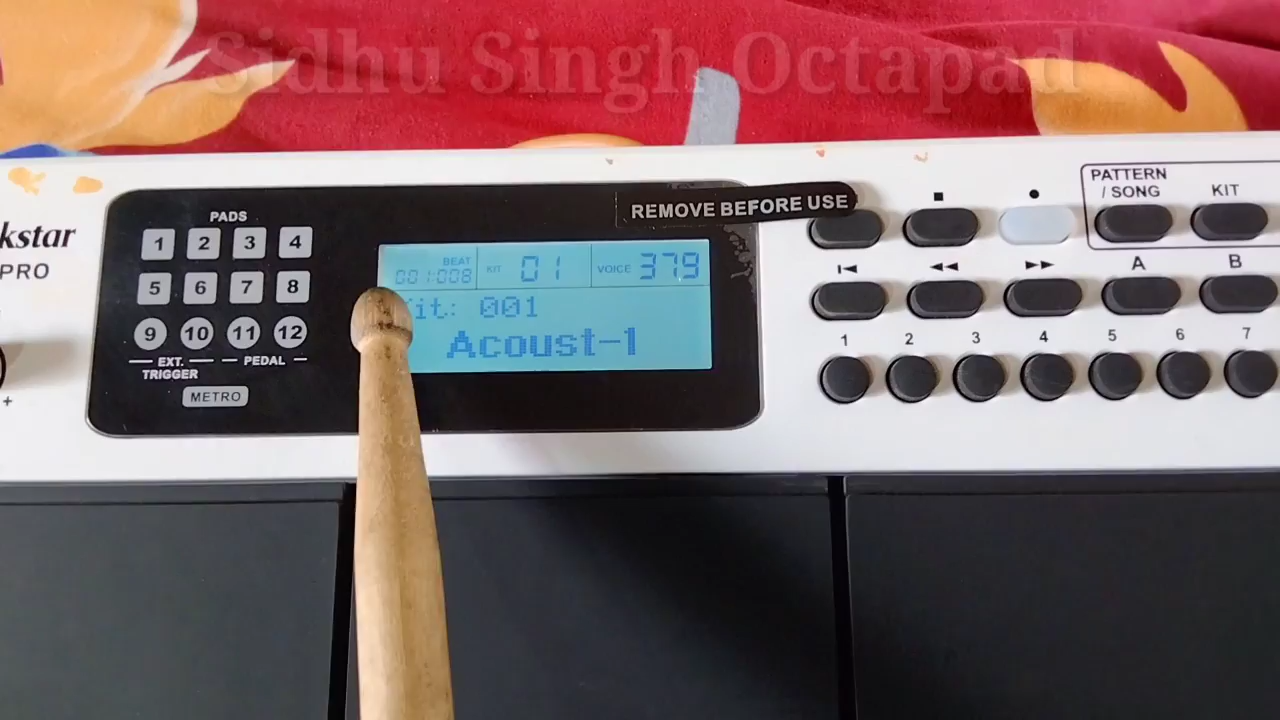 Sidhu Singh Octapad
REMOVE BEFORE USE
PATTERN
/ SONG
KIT
kstar
PRO
PADS
1 2 3 4
5 6 7 8
9 10 11 12
EXT.
TRIGGER
PEDAL
METRO
BEAT
001:008
KIT 01
VOICE 379
it: 001
Acoust-1
A B
1 2 3 4 5 6 7
+